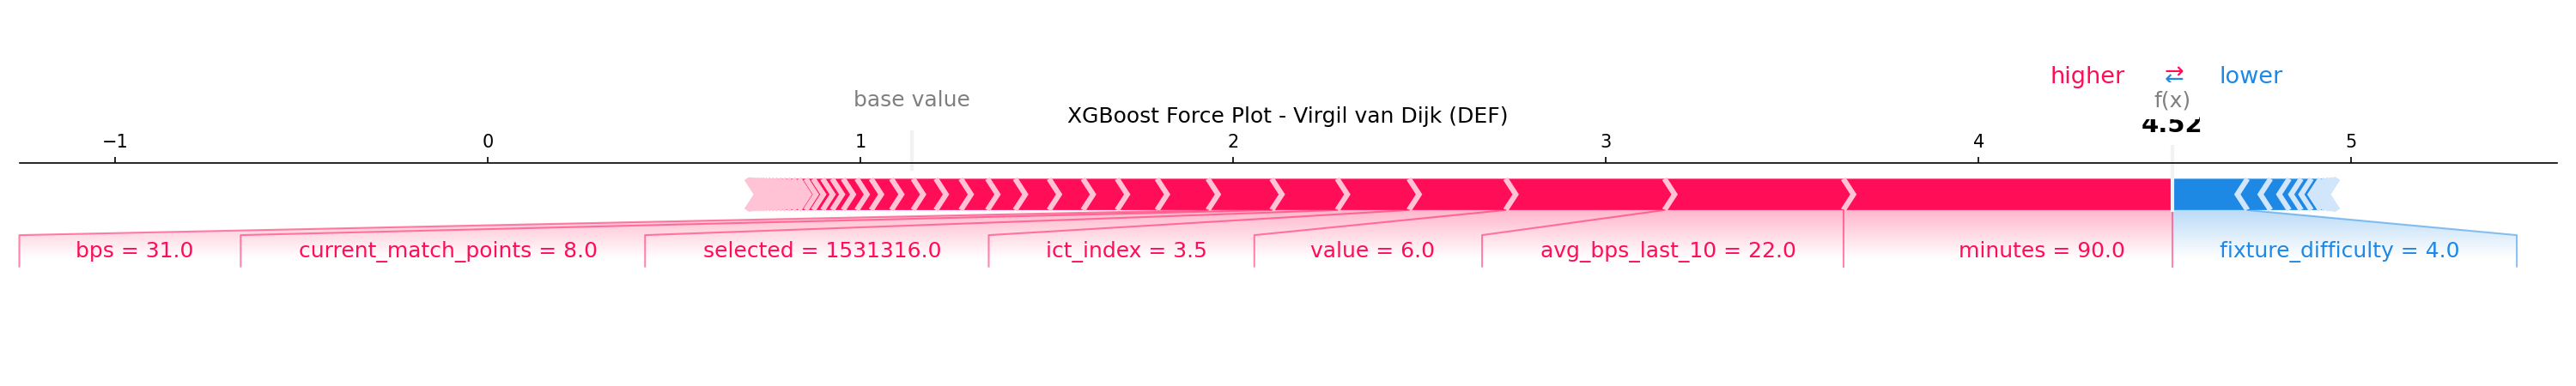 higher ⇄ lower
base value
f(x)
XGBoost Force Plot - Virgil van Dijk (DEF)
4.52
−1 0 1 2 3 4 5
bps = 31.0 current_match_points = 8.0 selected = 1531316.0 ict_index = 3.5 value = 6.0 avg_bps_last_10 = 22.0 minutes = 90.0 fixture_difficulty = 4.0